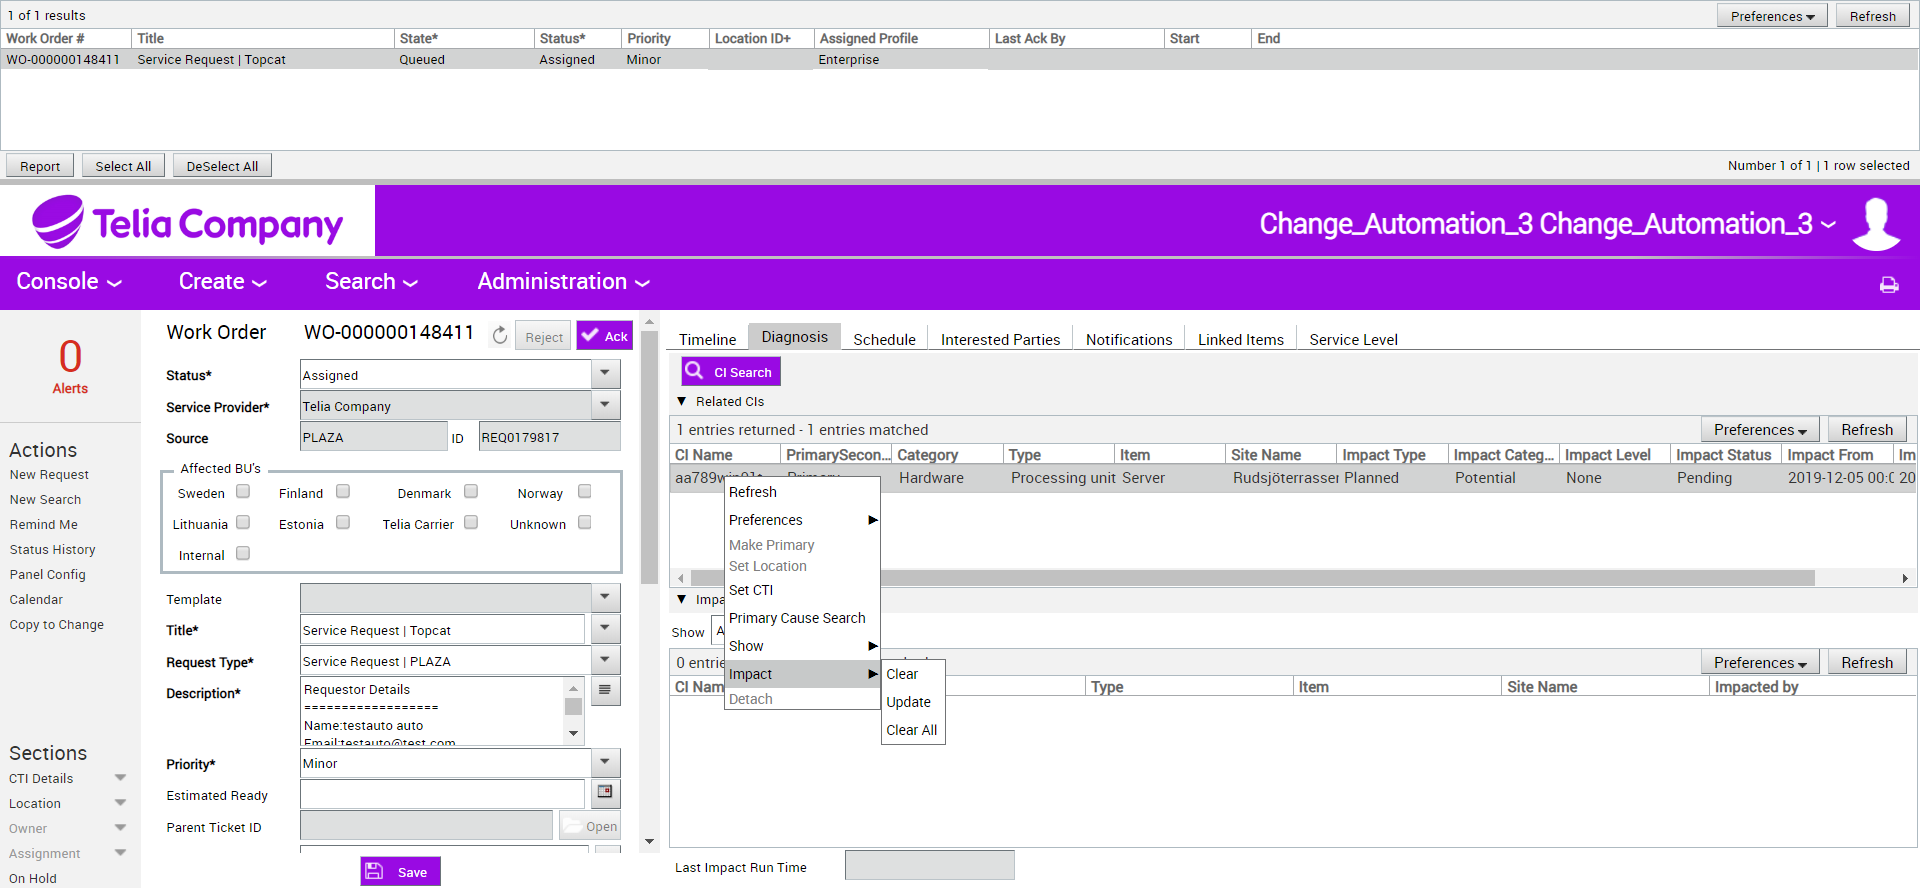 1 of 1 results
Preferences
Refresh
Work Order # Title State* Status* Priority Location ID+ Assigned Profile Last Ack By Start End
WO-000000148411 Service Request | Topcat Queued Assigned Minor Enterprise
Report Select All DeSelect All
Number 1 of 1 | 1 row selected
Telia Company
Change_Automation_3 Change_Automation_3
Console Create Search Administration
0
Alerts
Actions
New Request
New Search
Remind Me
Status History
Panel Config
Calendar
Copy to Change
Sections
CTI Details
Location
Owner
Assignment
On Hold
Work Order WO-000000148411 Reject Ack
Status* Assigned
Service Provider* Telia Company
Source PLAZA ID REQ0179817
Affected BU's
Sweden Finland Denmark Norway
Lithuania Estonia Telia Carrier Unknown
Internal
Template
Title* Service Request | Topcat
Request Type* Service Request | PLAZA
Description* Requestor Details
==================
Name:testauto auto
Email:testauto@test.com
Priority* Minor
Estimated Ready
Parent Ticket ID Open
Save
Timeline Diagnosis Schedule Interested Parties Notifications Linked Items Service Level
CI Search
Related CIs
1 entries returned - 1 entries matched Preferences Refresh
CI Name PrimarySecon... Category Type Item Site Name Impact Type Impact Categ... Impact Level Impact Status Impact From Im
Primary Hardware Processing unit Server Rudsjöterrasser Planned Potential None Pending 2019-12-05 00:0 20
Refresh
Preferences
Make Primary
Set Location
Set CTI
Primary Cause Search
Show
Impact
Detach
Clear
Update
Clear All
Show
0 Preferences Refresh
CI Type Item Site Name Impacted by
Last Impact Run Time